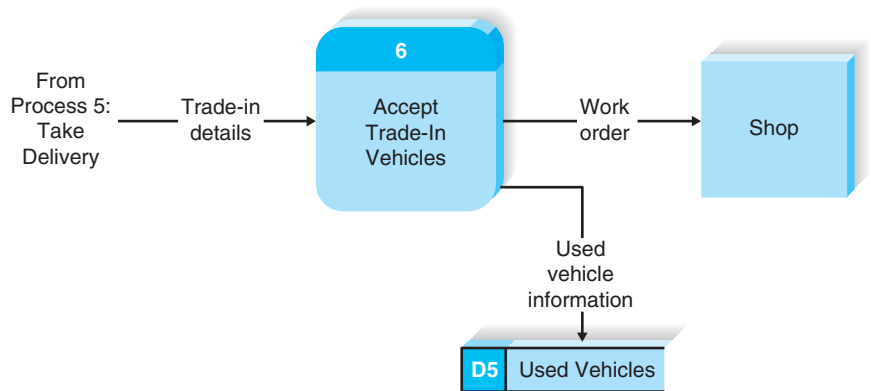 6
From
Process 5:
Take
Delivery
Trade-in
details
Accept
Trade-In
Vehicles
Work
order
Shop
Used
vehicle
information
D5 Used Vehicles